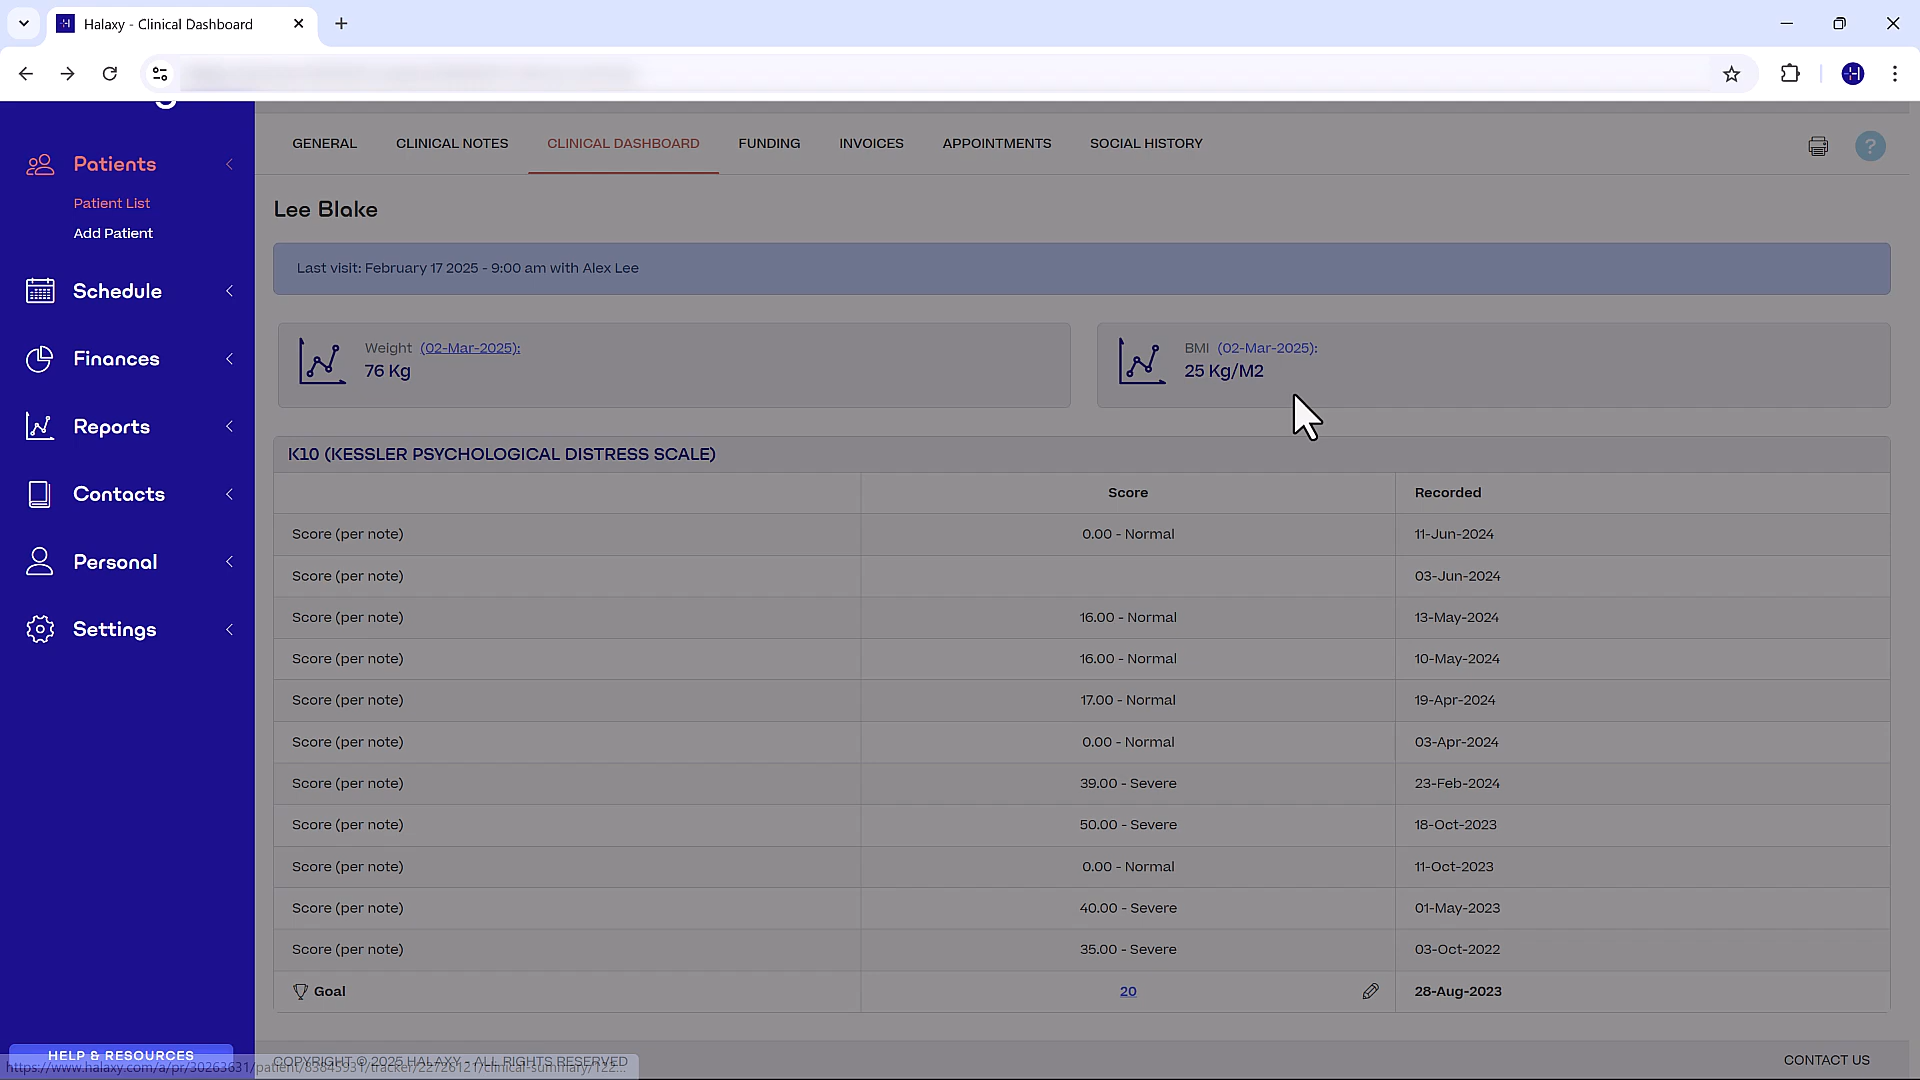 Halaxy - Clinical Dashboard
Patients
Patient List
Add Patient
Schedule
Finances
Reports
Contacts
Personal
Settings
HELP & RESOURCES
GENERAL CLINICAL NOTES CLINICAL DASHBOARD FUNDING INVOICES APPOINTMENTS SOCIAL HISTORY
?
Lee Blake
Last visit: February 17 2025 - 9:00 am with Alex Lee
Weight (02-Mar-2025):
76 Kg
BMI (02-Mar-2025):
25 Kg/M2
K10 (KESSLER PSYCHOLOGICAL DISTRESS SCALE)
Score Recorded
Score (per note) 0.00 - Normal 11-Jun-2024
Score (per note) 03-Jun-2024
Score (per note) 16.00 - Normal 13-May-2024
Score (per note) 16.00 - Normal 10-May-2024
Score (per note) 17.00 - Normal 19-Apr-2024
Score (per note) 0.00 - Normal 03-Apr-2024
Score (per note) 39.00 - Severe 23-Feb-2024
Score (per note) 50.00 - Severe 18-Oct-2023
Score (per note) 0.00 - Normal 11-Oct-2023
Score (per note) 40.00 - Severe 01-May-2023
Score (per note) 35.00 - Severe 03-Oct-2022
Goal 20 28-Aug-2023
COPYRIGHT © 2025 HALAXY - ALL RIGHTS RESERVED
CONTACT US